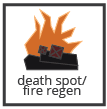 death spot/
fire regen